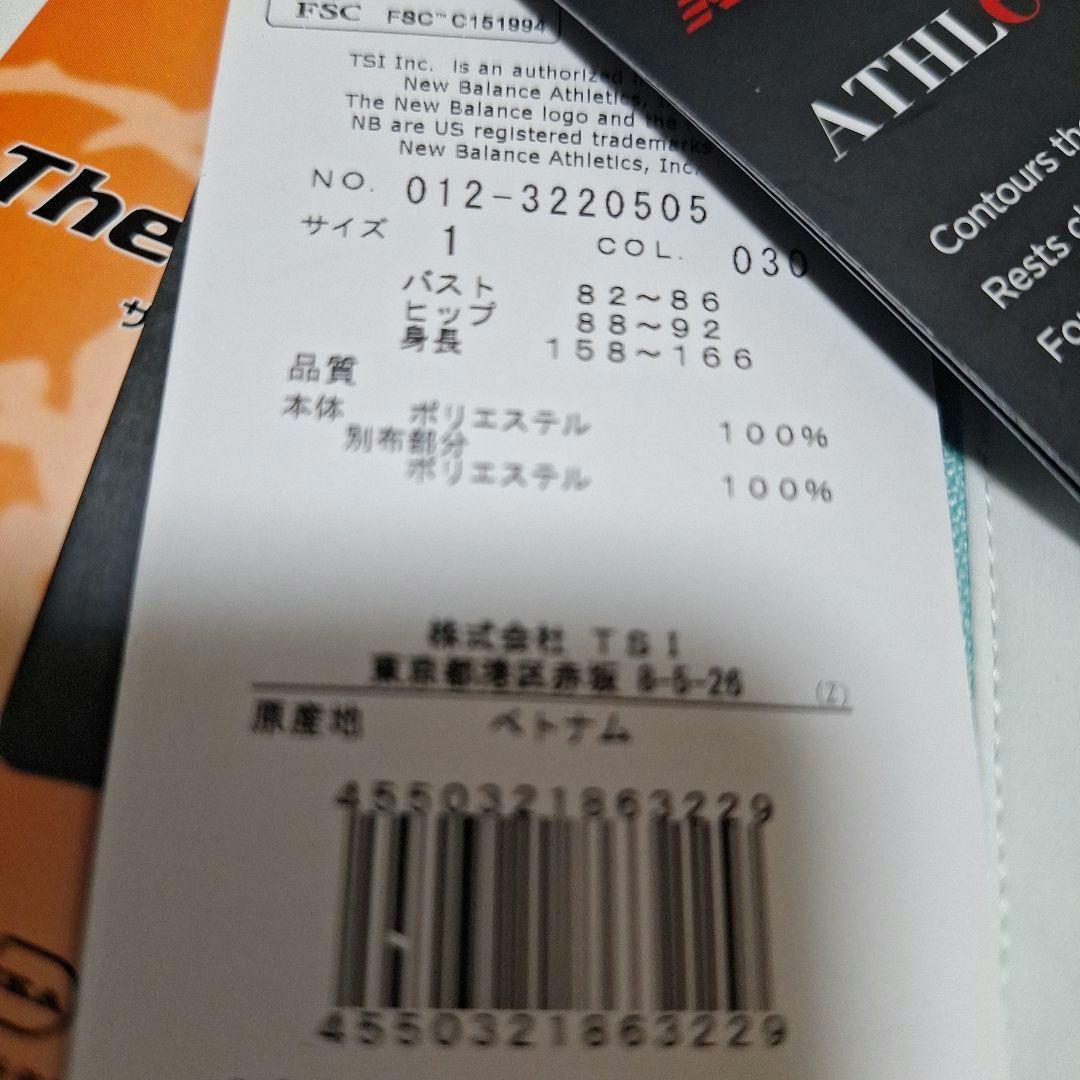 FSC FSC™ C151994
TSI Inc. is an authorized
New Balance Athletics,
The New Balance logo and the
NB are US registered trademarks
New Balance Athletics, Inc.
NO. 012-3220505
サイズ 1 COL. 030
バスト 82～86
ヒップ 88～92
身長 158～166
品質
本体 ポリエステル 100%
別布部分
ポリエステル 100%
株式会社 TSI
東京都港区赤坂 8-5-26 (Z)
原産地 ベトナム
4550321863229
4550321863229
The
サ
ATHL
Contours
Rests